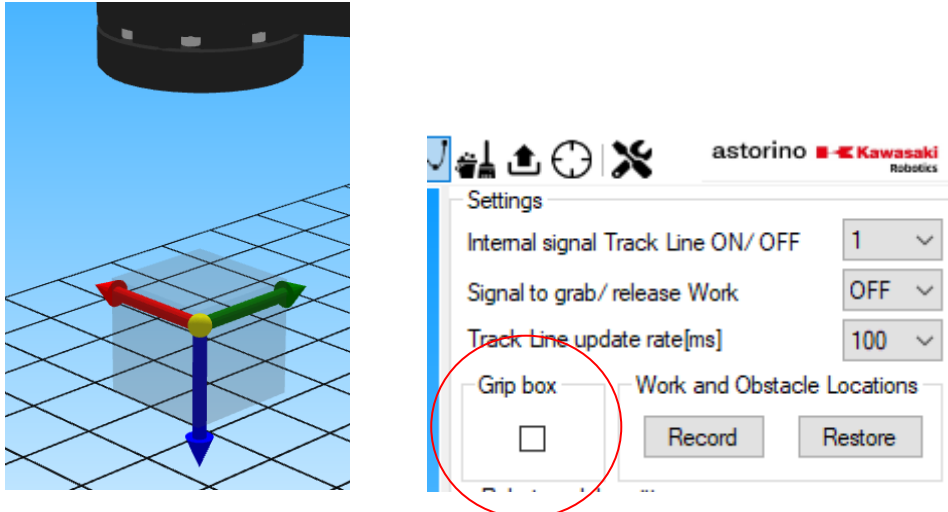 astorino Kawasaki
Robotics
Settings
Internal signal Track Line ON/ OFF 1
Signal to grab/ release Work OFF
Track Line update rate[ms] 100
Grip box Work and Obstacle Locations
Record Restore